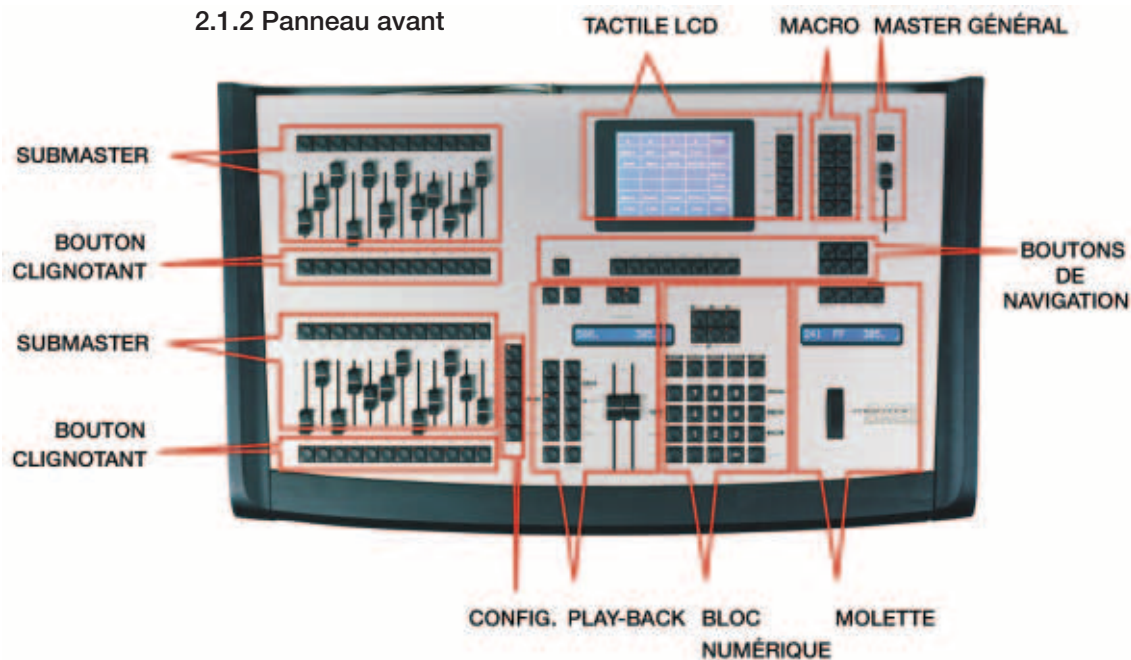 2.1.2 Panneau avant
TACTILE LCD
MACRO
MASTER GÉNÉRAL
SUBMASTER
BOUTON
CLIGNOTANT
BOUTONS
DE
NAVIGATION
SUBMASTER
BOUTON
CLIGNOTANT
CONFIG.
PLAY-BACK
BLOC
NUMÉRIQUE
MOLETTE